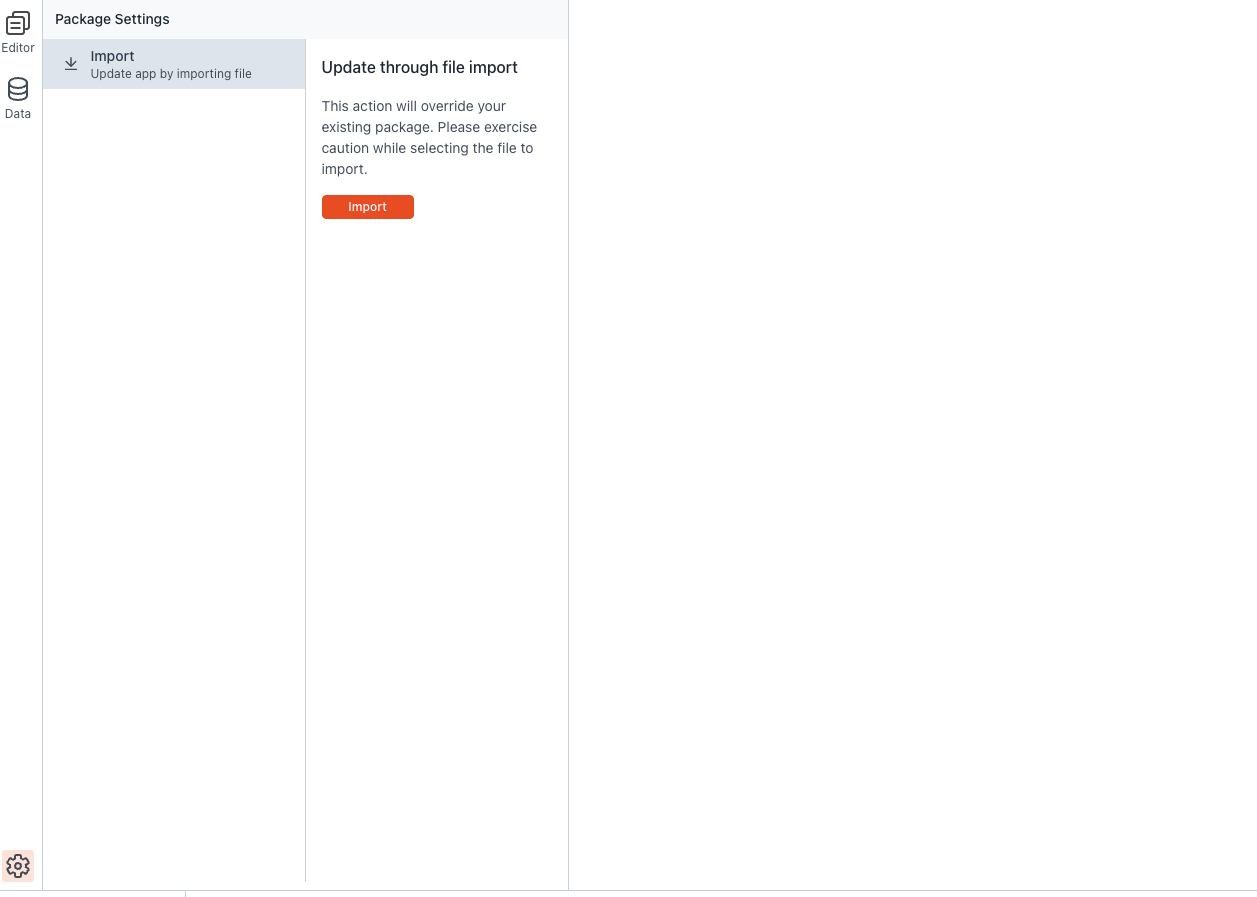 Editor
Data
Package Settings
Import
Update app by importing file
Update through file import
This action will override your
existing package. Please exercise
caution while selecting the file to
import.
Import